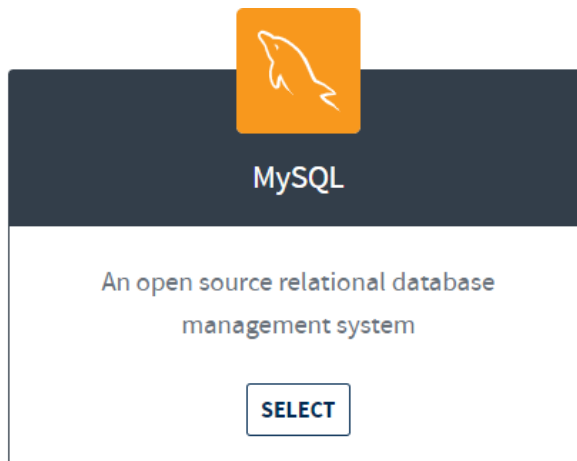 MySQL
An open source relational database
management system
SELECT